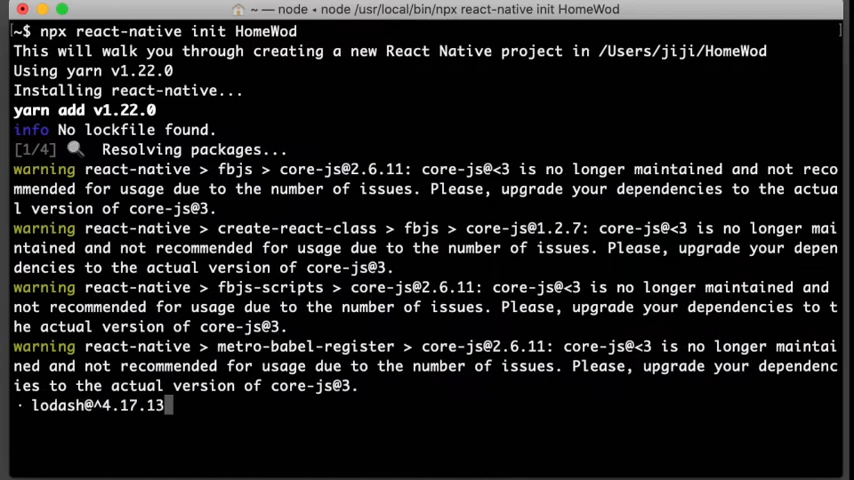 ~ — node • node /usr/local/bin/npx react-native init HomeWod
[~$ npx react-native init HomeWod ]
This will walk you through creating a new React Native project in /Users/jiji/HomeWod
Using yarn v1.22.0
Installing react-native...
yarn add v1.22.0
info No lockfile found.
[1/4] 🔍 Resolving packages...
warning react-native > fbjs > core-js@2.6.11: core-js@<3 is no longer maintained and not reco
mmended for usage due to the number of issues. Please, upgrade your dependencies to the actua
l version of core-js@3.
warning react-native > create-react-class > fbjs > core-js@1.2.7: core-js@<3 is no longer mai
ntained and not recommended for usage due to the number of issues. Please, upgrade your depen
dencies to the actual version of core-js@3.
warning react-native > fbjs-scripts > core-js@2.6.11: core-js@<3 is no longer maintained and
not recommended for usage due to the number of issues. Please, upgrade your dependencies to t
he actual version of core-js@3.
warning react-native > metro-babel-register > core-js@2.6.11: core-js@<3 is no longer maintai
ned and not recommended for usage due to the number of issues. Please, upgrade your dependenc
ies to the actual version of core-js@3.
· lodash@^4.17.13